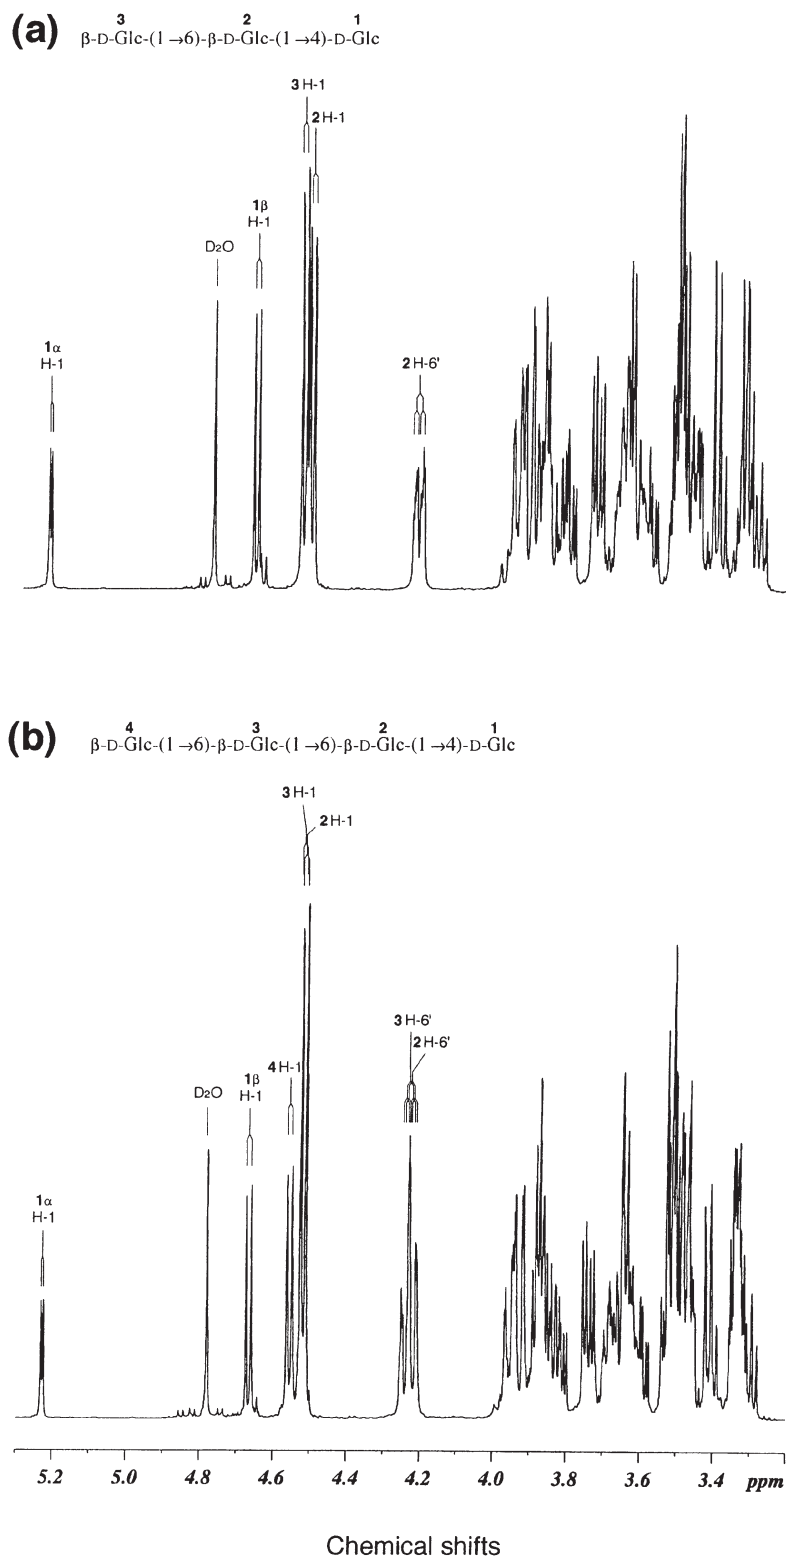 (a)
3 2 1
β-D-Glc-(1→6)-β-D-Glc-(1→4)-D-Glc
3 H-1
2 H-1
1β
H-1
D2O
1α
H-1
2 H-6'
(b)
4 3 2 1
β-D-Glc-(1→6)-β-D-Glc-(1→6)-β-D-Glc-(1→4)-D-Glc
3 H-1
2 H-1
3 H-6'
2 H-6'
4 H-1
1β
H-1
D2O
1α
H-1
5.2 5.0 4.8 4.6 4.4 4.2 4.0 3.8 3.6 3.4 ppm
Chemical shifts